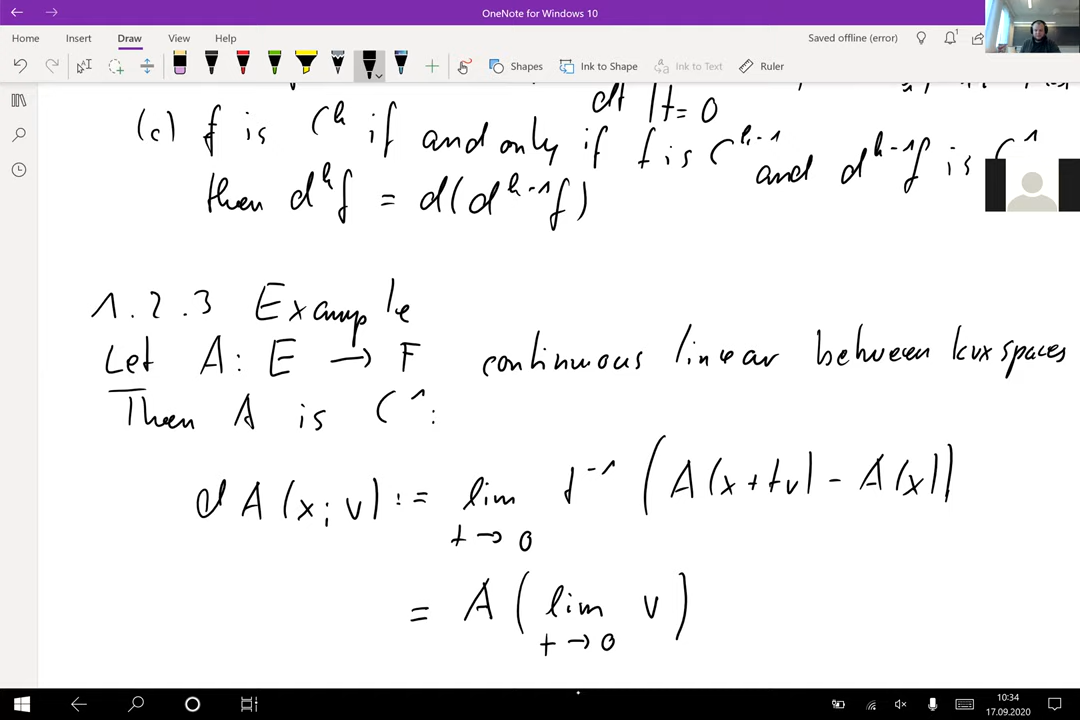 OneNote for Windows 10
Home Insert Draw View Help Saved offline (error)
Shapes Ink to Shape Ink to Text Ruler
dt |t=0
(c) f is C^k if and only if f is C^{k-1} and d^{k-1}f is C^1
then d^k f = d(d^{k-1}f)
1.2.3 Example
Let A: E → F continuous linear between lcvx spaces
Then A is C^1:
dA(x;v) := lim_{t→0} t^{-1} (A(x+tv) - A(x))
= A(lim_{t→0} v)
10:34
17.09.2020